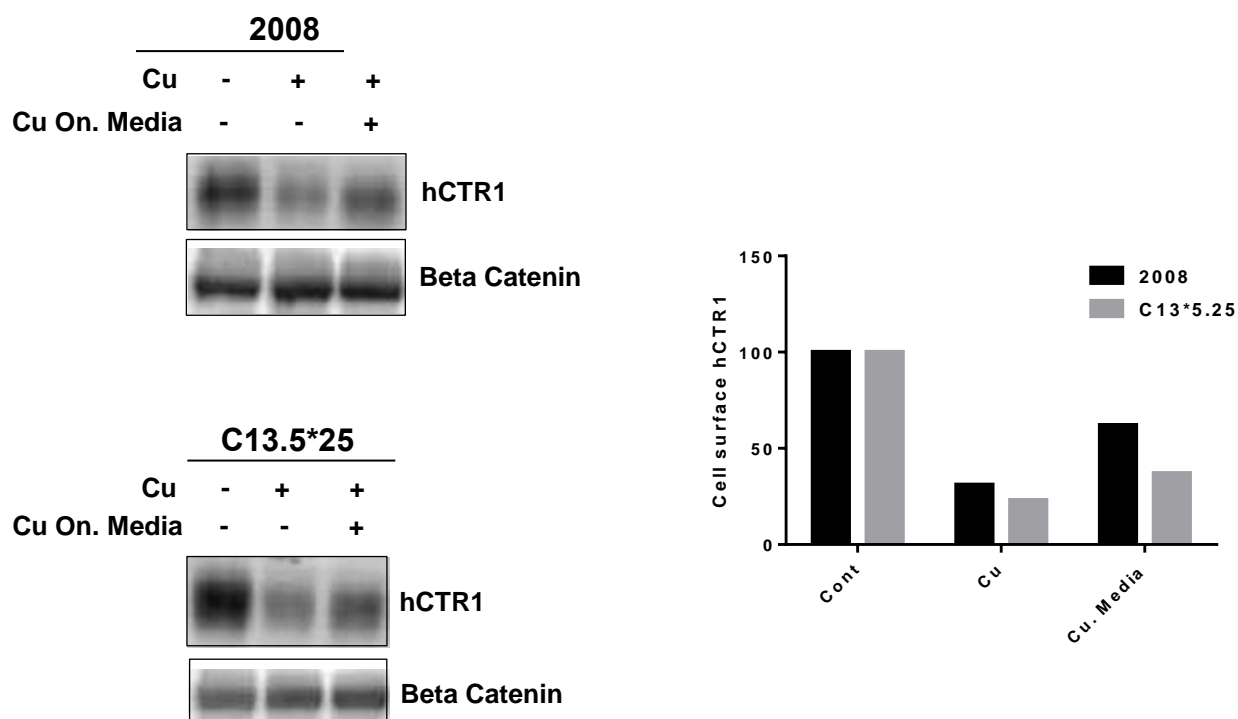 2008
Cu - + +
Cu On. Media - - +
hCTR1
Beta Catenin
C13.5*25
Cu - + +
Cu On. Media - - +
hCTR1
Beta Catenin
Cell surface hCTR1
150
100
50
0
2008
C13*5.25
Cont
Cu
Cu. Media